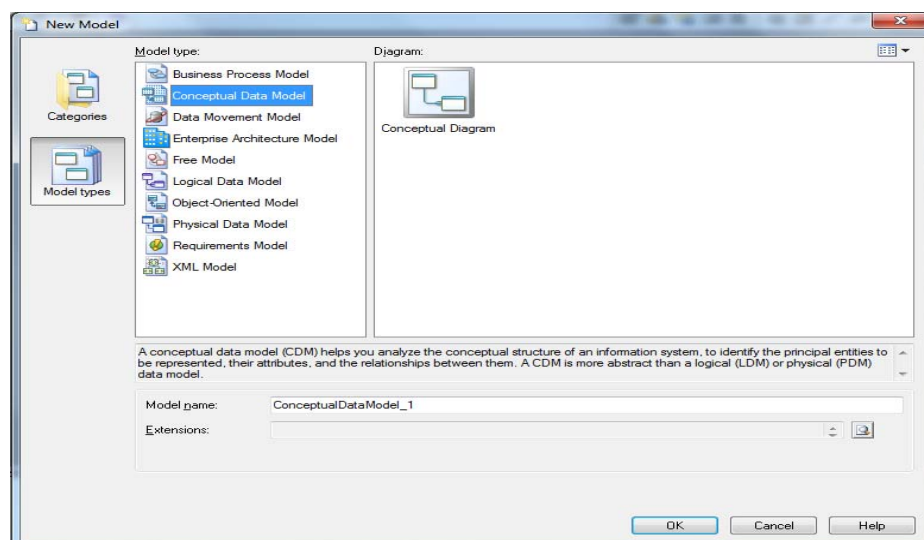 New Model
Model type:
Diagram:
Categories
Model types
Business Process Model
Conceptual Data Model
Data Movement Model
Enterprise Architecture Model
Free Model
Logical Data Model
Object-Oriented Model
Physical Data Model
Requirements Model
XML Model
Conceptual Diagram
A conceptual data model (CDM) helps you analyze the conceptual structure of an information system, to identify the principal entities to
be represented, their attributes, and the relationships between them. A CDM is more abstract than a logical (LDM) or physical (PDM)
data model.
Model name: ConceptualDataModel_1
Extensions:
OK Cancel Help